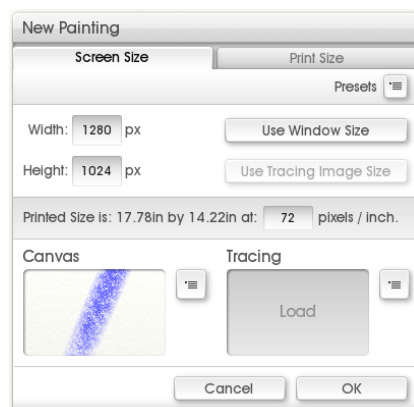 New Painting
Screen Size Print Size
Presets
Width: 1280 px Use Window Size
Height: 1024 px Use Tracing Image Size
Printed Size is: 17.78in by 14.22in at: 72 pixels / inch.
Canvas Tracing
Load
Cancel OK